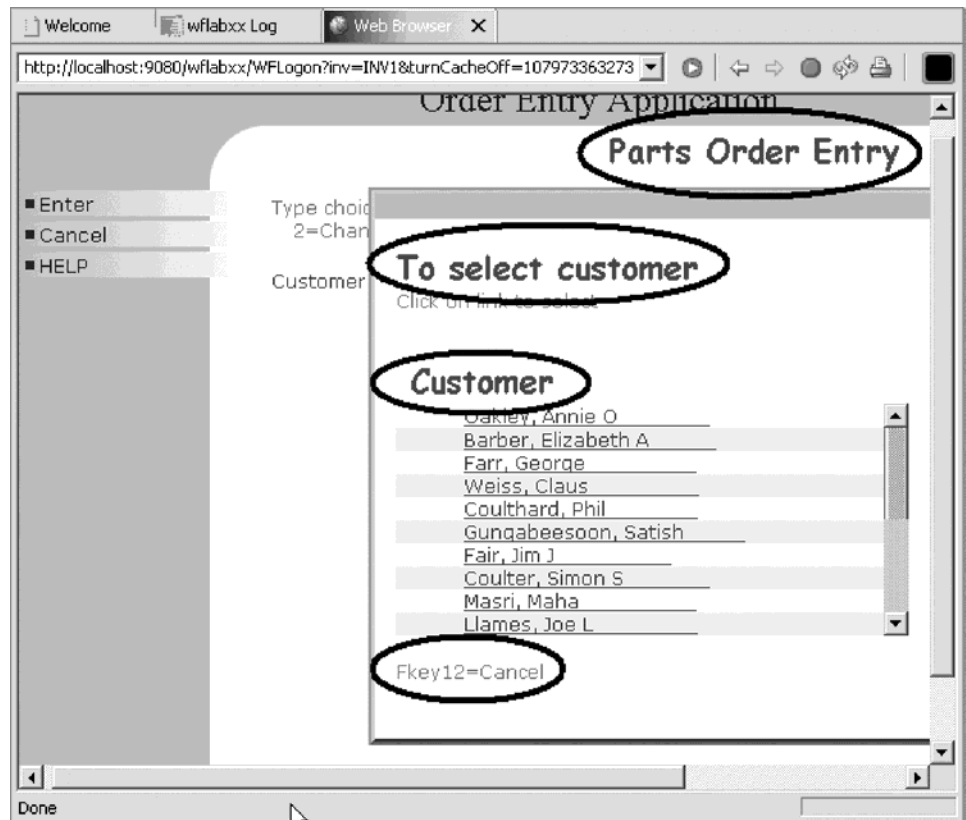 Welcome
wflabxx Log
Web Browser
http://localhost:9080/wflabxx/WFLogon?inv=INV1&turnCacheOff=107973363273
Order Entry Application
Parts Order Entry
Enter
Cancel
HELP
Type choic
2=Chan
Customer
To select customer
Click on link to select
Customer
Oakley, Annie O
Barber, Elizabeth A
Farr, George
Weiss, Claus
Coulthard, Phil
Gungabeesoon, Satish
Fair, Jim J
Coulter, Simon S
Masri, Maha
Llames, Joe L
Fkey12=Cancel
Done